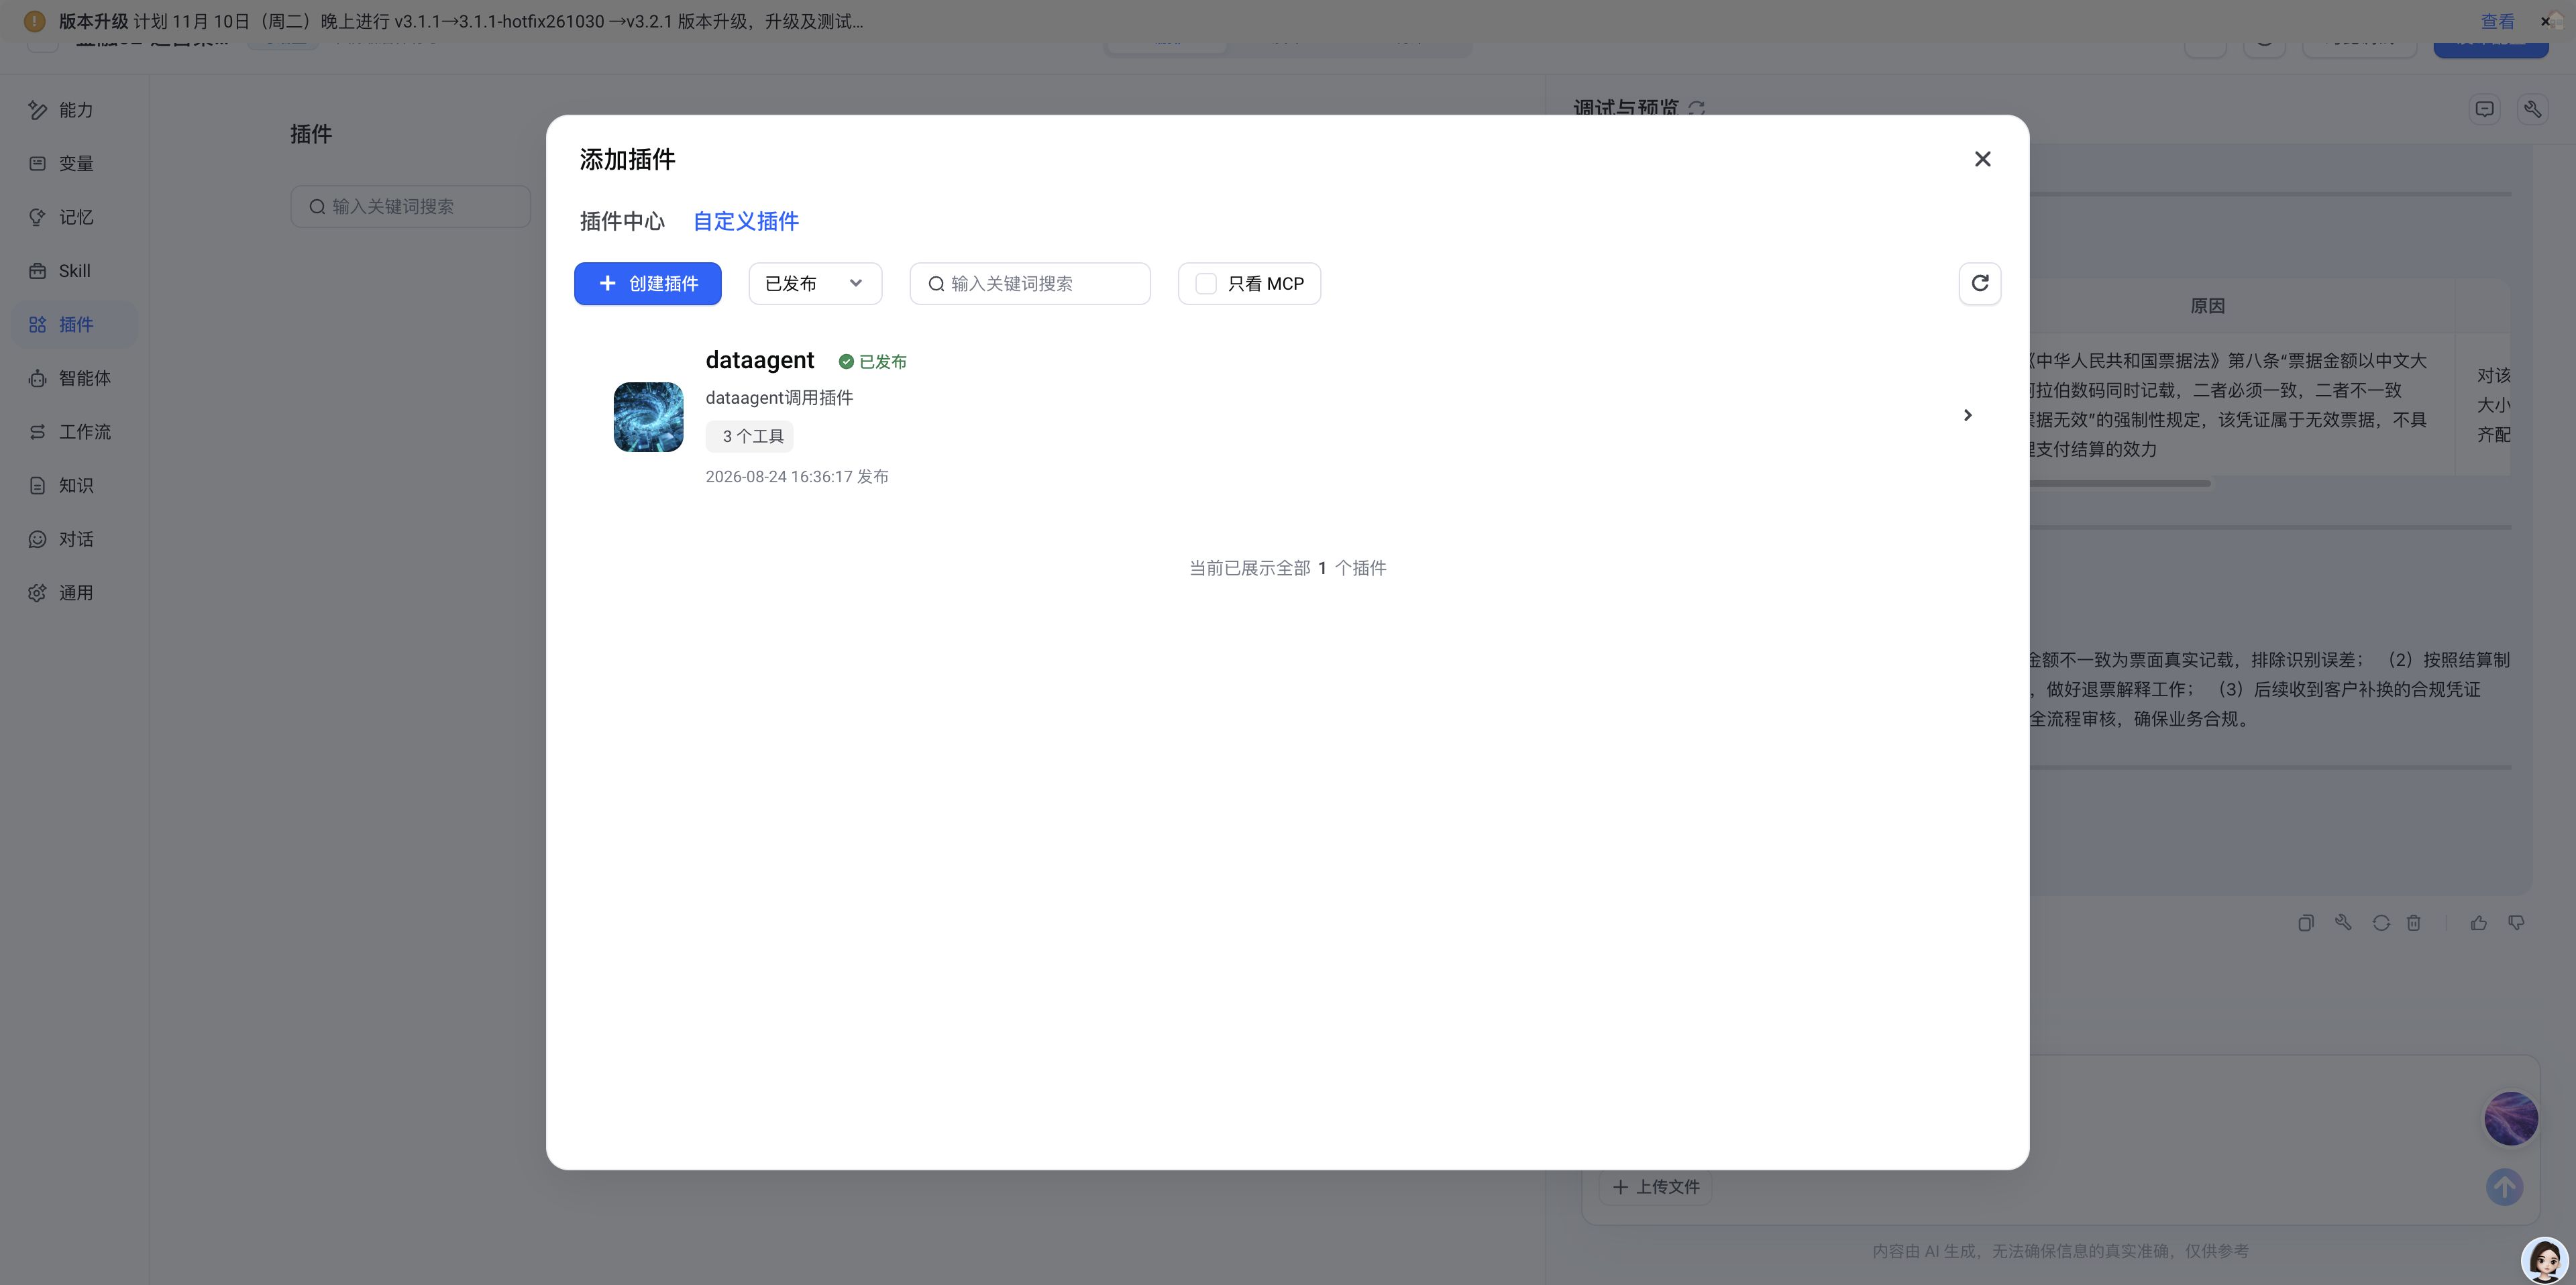 版本升级 计划 11月 10日（周二）晚上进行 v3.1.1→3.1.1-hotfix261030 →v3.2.1 版本升级，升级及测试...
查看
能力
变量
记忆
Skill
插件
智能体
工作流
知识
对话
通用
插件
输入关键词搜索
添加插件
插件中心 自定义插件
创建插件
已发布
输入关键词搜索
只看 MCP
dataagent 已发布
dataagent调用插件
3 个工具
2026-08-24 16:36:17 发布
当前已展示全部 1 个插件
调试与预览
原因
《中华人民共和国票据法》第八条“票据金额以中文大
阿拉伯数码同时记载，二者必须一致，二者不一致
票据无效”的强制性规定，该凭证属于无效票据，不具
支付结算的效力
对该
大小
齐配
金额不一致为票面真实记载，排除识别误差；（2）按照结算制
，做好退票解释工作；（3）后续收到客户补换的合规凭证
全流程审核，确保业务合规。
上传文件
内容由 AI 生成，无法确保信息的真实准确，仅供参考